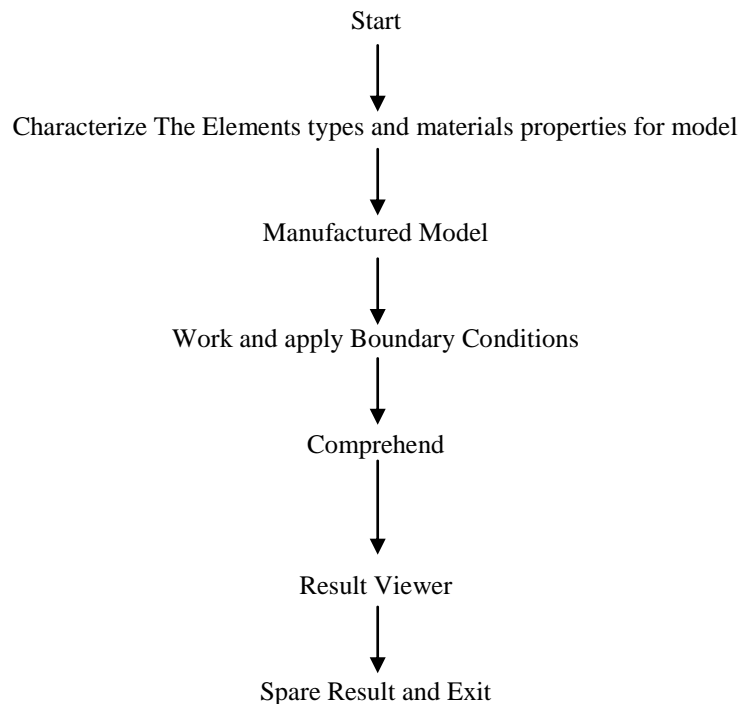 Start
Characterize The Elements types and materials properties for model
Manufactured Model
Work and apply Boundary Conditions
Comprehend
Result Viewer
Spare Result and Exit